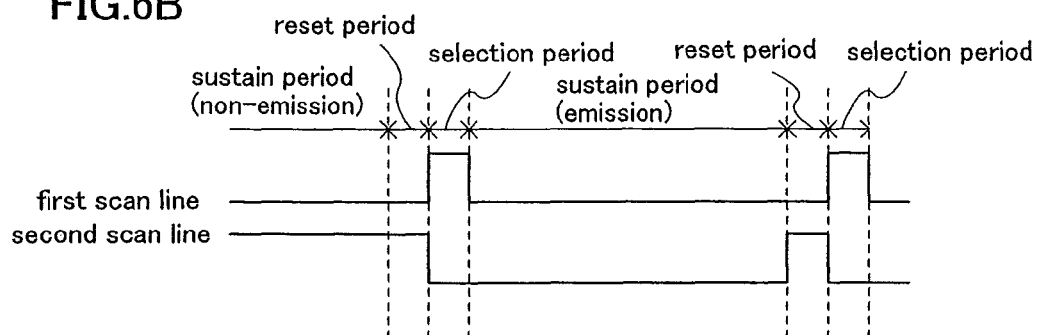 FIG.6B
reset period
selection period
reset period
selection period
sustain period
(non-emission)
sustain period
(emission)
first scan line
second scan line